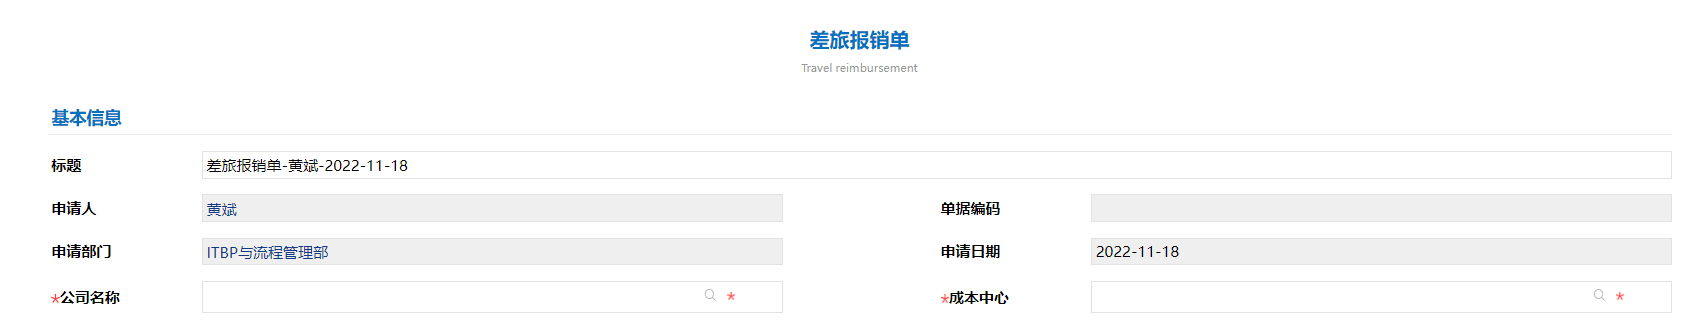 差旅报销单
Travel reimbursement
基本信息
标题 差旅报销单-黄斌-2022-11-18
申请人 黄斌 单据编码
申请部门 ITBP与流程管理部 申请日期 2022-11-18
*公司名称 * *成本中心 *